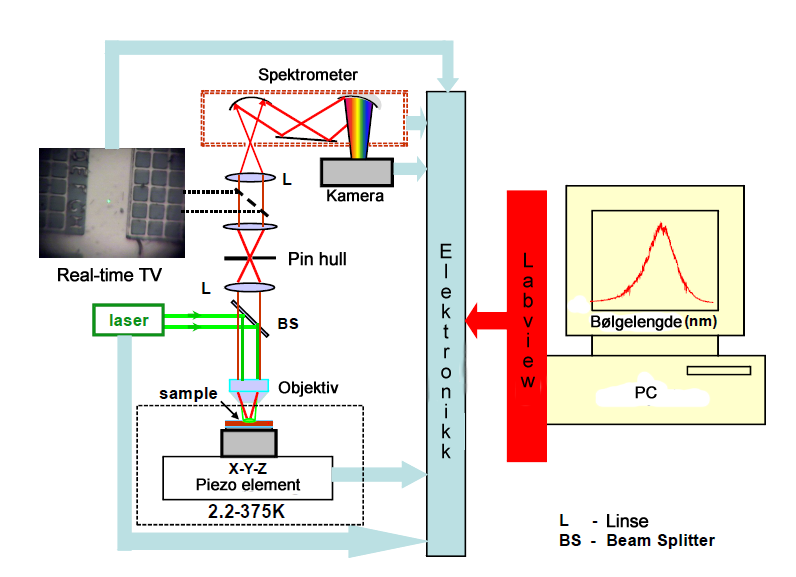 Spektrometer
L
Kamera
Real-time TV
Pin hull
L
laser
BS
Objektiv
sample
X-Y-Z
Piezo element
2.2-375K
Elektronikk
Labview
Bølgelengde (nm)
PC
L - Linse
BS - Beam Splitter